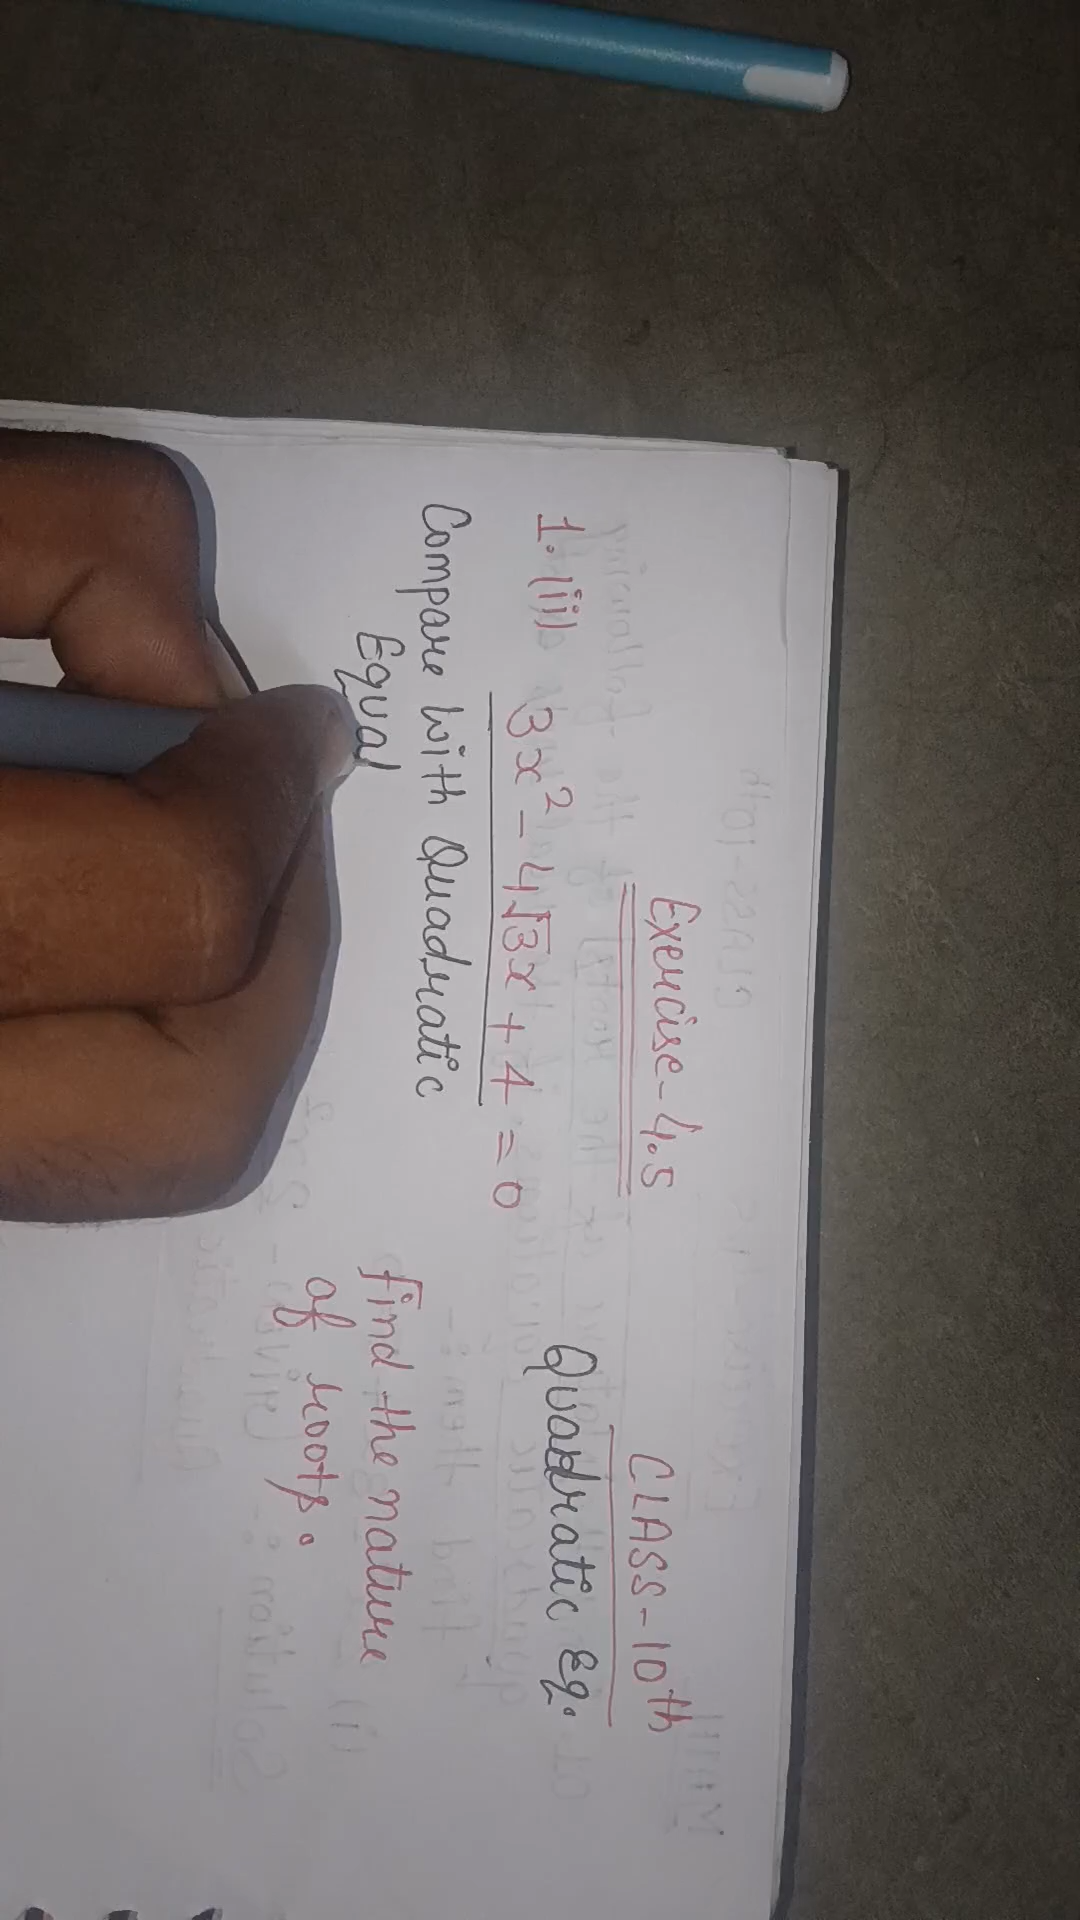 CLASS-10th
Exercise-4.5
Quadratic Eq.
1.(ii) 3x² - 4√3x + 4 = 0
Compare with Quadratic
Equal
find the nature
of roots.